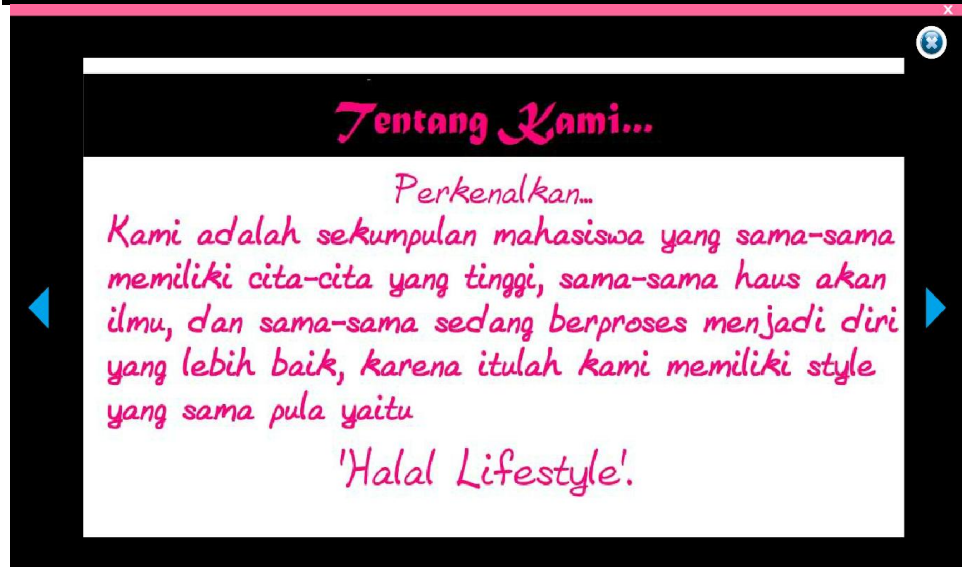 x
Tentang Kami...
Perkenalkan...
Kami adalah sekumpulan mahasiswa yang sama-sama
memiliki cita-cita yang tinggi, sama-sama haus akan
ilmu, dan sama-sama sedang berproses menjadi diri
yang lebih baik, karena itulah kami memiliki style
yang sama pula yaitu
'Halal Lifestyle'.